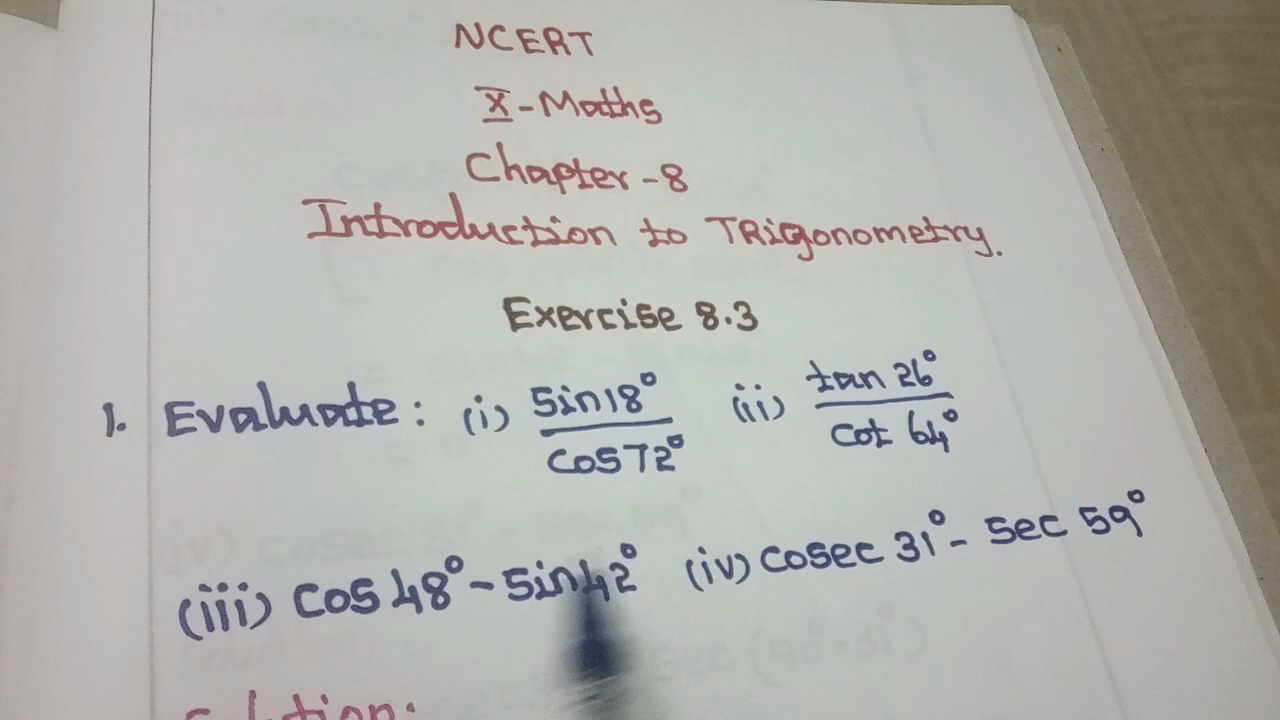 NCERT
X-Maths
Chapter-8
Introduction to TRigonometry.
Exercise 8.3
1. Evaluate: (i) Sin18°/cos72° (ii) tan 26°/cot 64°
(iii) cos 48° - Sin42° (iv) cosec 31° - sec 59°
Solution: